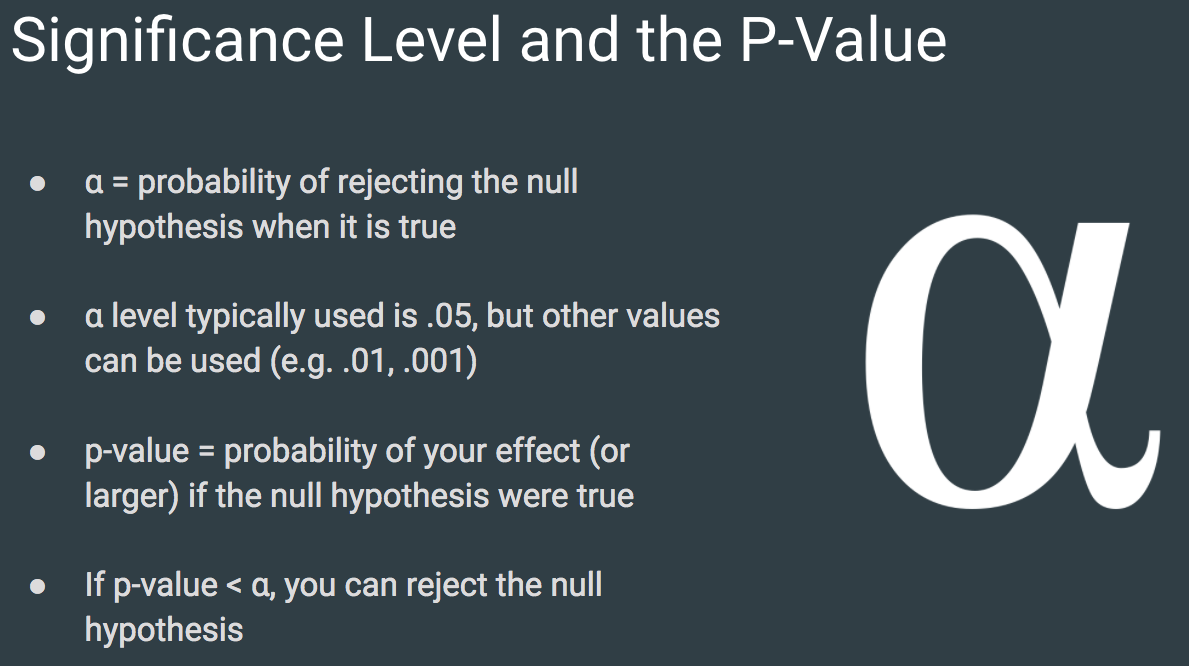 Significance Level and the P-Value
● α = probability of rejecting the null
hypothesis when it is true
● α level typically used is .05, but other values
can be used (e.g. .01, .001)
● p-value = probability of your effect (or
larger) if the null hypothesis were true
● If p-value < α, you can reject the null
hypothesis
α